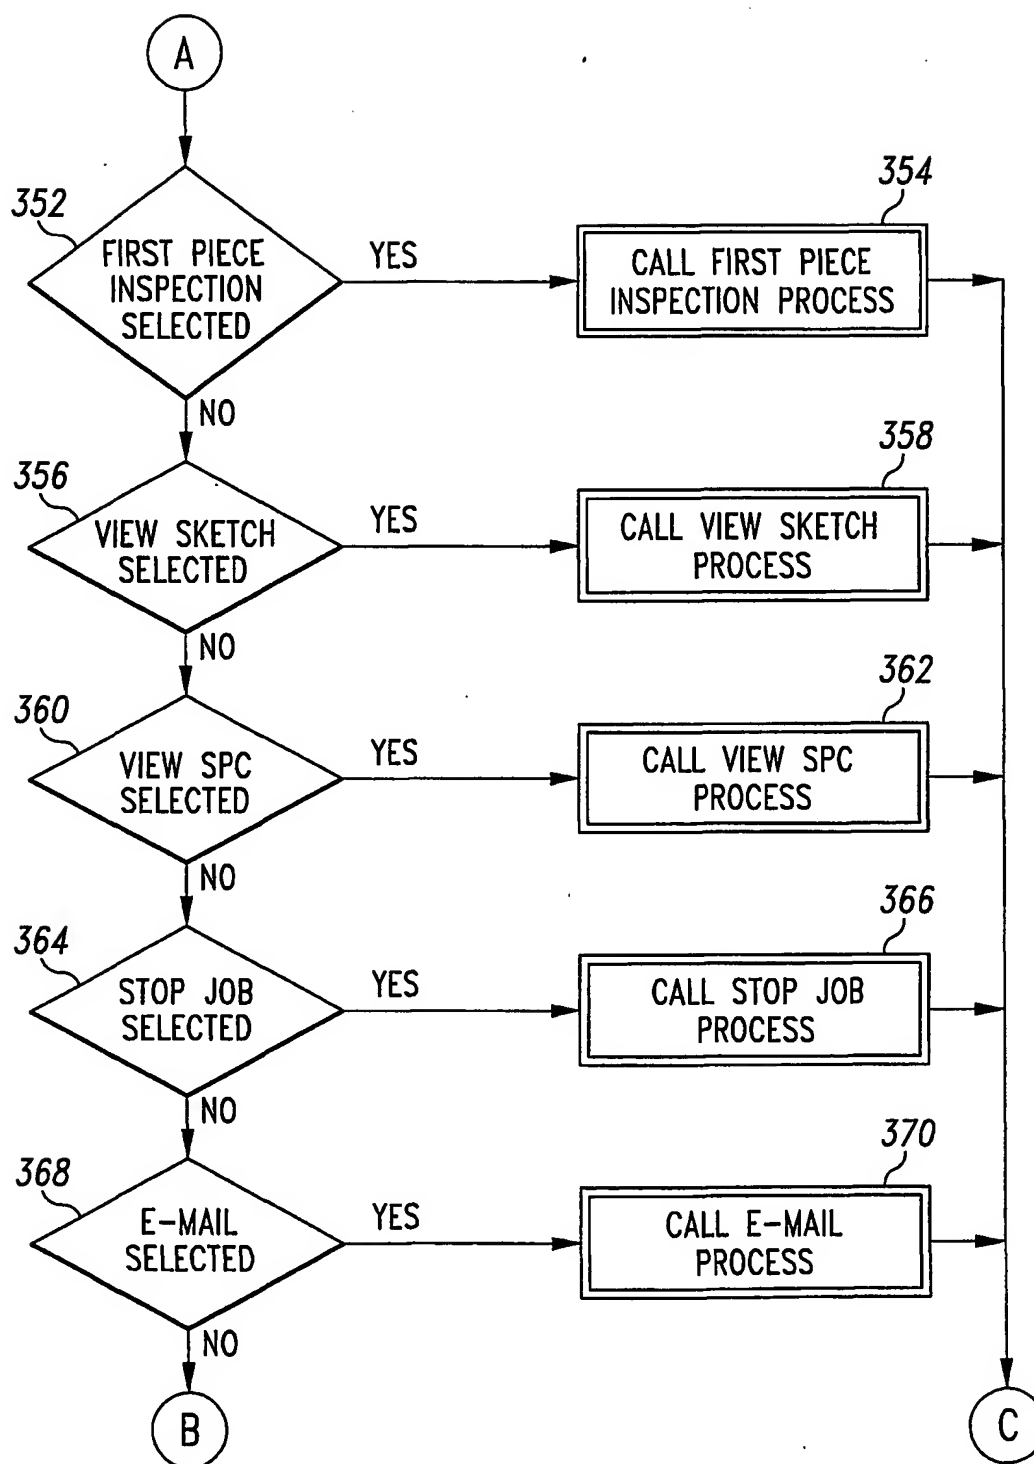 A
352
FIRST PIECE
INSPECTION
SELECTED
YES
354
CALL FIRST PIECE
INSPECTION PROCESS
NO
356
VIEW SKETCH
SELECTED
YES
358
CALL VIEW SKETCH
PROCESS
NO
360
VIEW SPC
SELECTED
YES
362
CALL VIEW SPC
PROCESS
NO
364
STOP JOB
SELECTED
YES
366
CALL STOP JOB
PROCESS
NO
368
E-MAIL
SELECTED
YES
370
CALL E-MAIL
PROCESS
NO
B
C